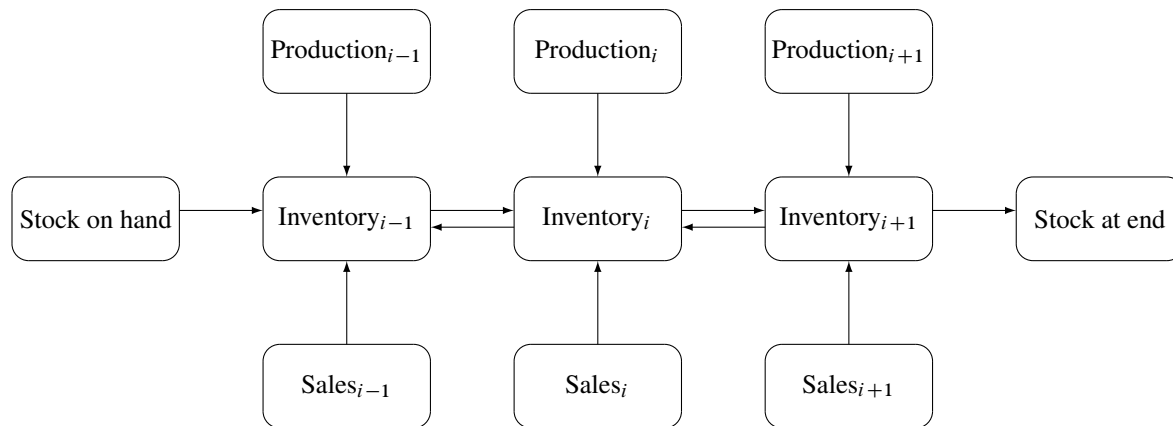 Production_{i−1}
Production_i
Production_{i+1}
Stock on hand
Inventory_{i−1}
Inventory_i
Inventory_{i+1}
Stock at end
Sales_{i−1}
Sales_i
Sales_{i+1}